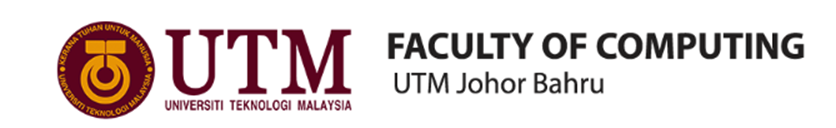 KERANA TUHAN UNTUK MANUSIA
UNIVERSITI TEKNOLOGI MALAYSIA
UTM
UNIVERSITI TEKNOLOGI MALAYSIA
FACULTY OF COMPUTING
UTM Johor Bahru